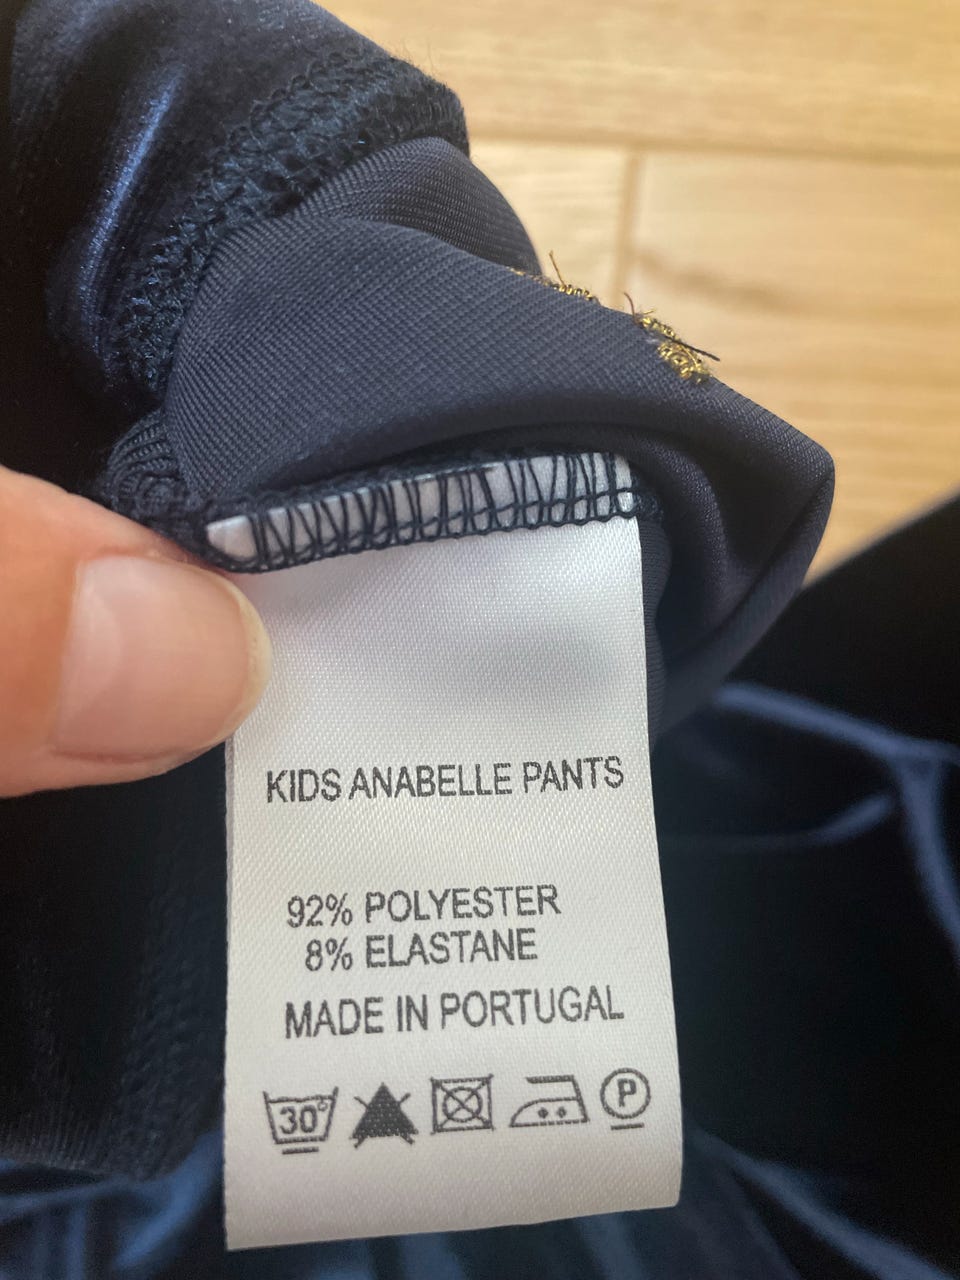 KIDS ANABELLE PANTS
92% POLYESTER
8% ELASTANE
MADE IN PORTUGAL
30° P